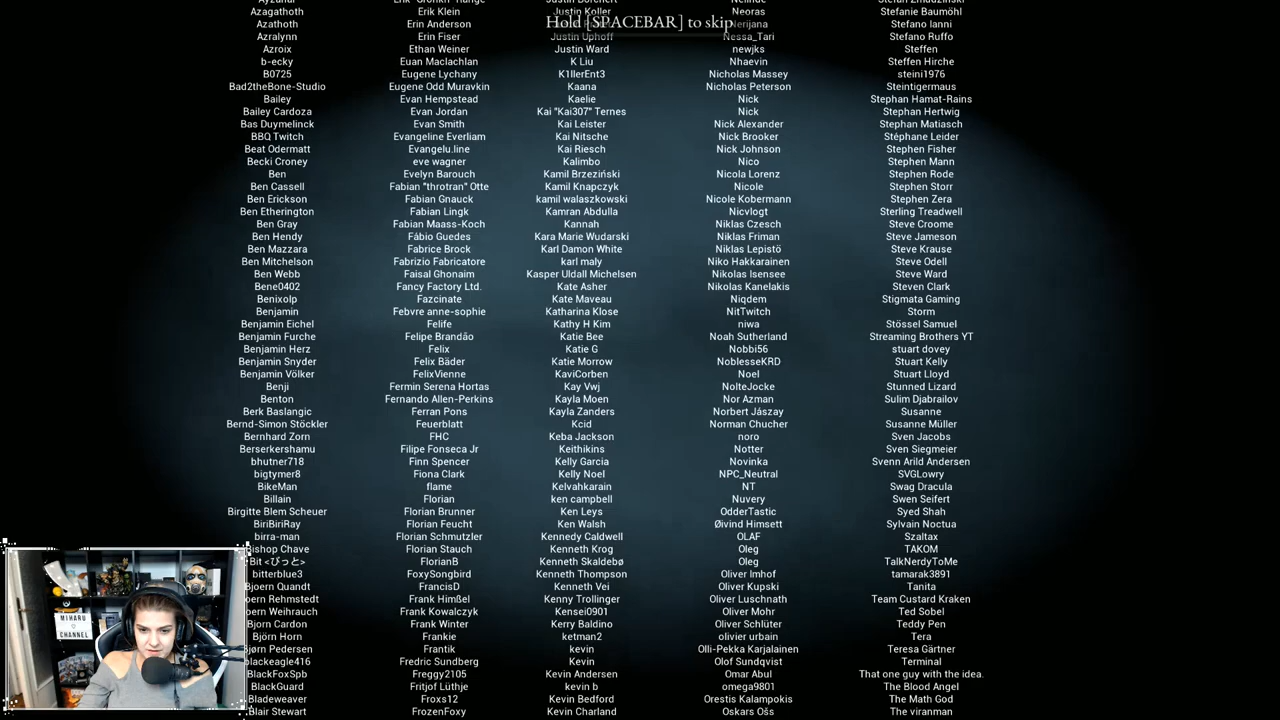 Hold [SPACEBAR] to skip
Azagathoth
Azathoth
Azralynn
Azroix
b-ecky
B0725
Bad2theBone-Studio
Bailey
Bailey Cardoza
Bas Duymelinck
BBQ Twitch
Beat Odermatt
Becki Croney
Ben
Ben Cassell
Ben Erickson
Ben Etherington
Ben Gray
Ben Hendy
Ben Mazzara
Ben Mitchelson
Ben Webb
Bene0402
Benixolp
Benjamin
Benjamin Eichel
Benjamin Furche
Benjamin Herz
Benjamin Snyder
Benjamin Völker
Benji
Benton
Berk Baslangic
Bernd-Simon Stöckler
Bernhard Zorn
Berserkershamu
bhutner718
bigtymer8
BikeMan
Billain
Birgitte Blem Scheuer
BiriBiriRay
birra-man
Bishop Chave
Bit <びっと>
bitterblue3
Bjoern Quandt
oern Rehmstedt
oern Weihrauch
Bjorn Cardon
Björn Horn
Bjørn Pedersen
blackeagle416
BlackFoxSpb
BlackGuard
Bladeweaver
Blair Stewart
Erik Klein
Erin Anderson
Erin Fiser
Ethan Weiner
Euan Maclachlan
Eugene Lychany
Eugene Odd Muravkin
Evan Hempstead
Evan Jordan
Evan Smith
Evangeline Everliam
Evangelu.line
eve wagner
Evelyn Barouch
Fabian "throtran" Otte
Fabian Gnauck
Fabian Lingk
Fabian Maass-Koch
Fábio Guedes
Fabrice Brock
Fabrizio Fabricatore
Faisal Ghonaim
Fancy Factory Ltd.
Fazcinate
Febvre anne-sophie
Felife
Felipe Brandão
Felix
Felix Bäder
FelixVienne
Fermin Serena Hortas
Fernando Allen-Perkins
Ferran Pons
Feuerblatt
FHC
Filipe Fonseca Jr
Finn Spencer
Fiona Clark
flame
Florian
Florian Brunner
Florian Feucht
Florian Schmutzler
Florian Stauch
FlorianB
FoxySongbird
FrancisD
Frank Himßel
Frank Kowalczyk
Frank Winter
Frankie
Frantik
Fredric Sundberg
Freggy2105
Fritjof Lüthje
Froxs12
FrozenFoxy
Justin Koller
Justin Uphoff
Justin Ward
K Liu
K1llerEnt3
Kaana
Kaelie
Kai "Kai307" Ternes
Kai Leister
Kai Nitsche
Kai Riesch
Kalimbo
Kamil Brzeziński
Kamil Knapczyk
kamil walaszkowski
Kamran Abdulla
Kannah
Kara Marie Wudarski
Karl Damon White
karl maly
Kasper Uldall Michelsen
Kate Asher
Kate Maveau
Katharina Klose
Kathy H Kim
Katie Bee
Katie G
Katie Morrow
KaviCorben
Kay Vwj
Kayla Moen
Kayla Zanders
Kcid
Keba Jackson
Keithikins
Kelly Garcia
Kelly Noel
Kelvahkarain
ken campbell
Ken Leys
Ken Walsh
Kennedy Caldwell
Kenneth Krog
Kenneth Skaldebø
Kenneth Thompson
Kenneth Vei
Kenny Trollinger
Kensei0901
Kerry Baldino
ketman2
kevin
Kevin
Kevin Andersen
kevin b
Kevin Bedford
Kevin Charland
Neoras
Nerijana
Nessa_Tari
newjks
Nhaevin
Nicholas Massey
Nicholas Peterson
Nick
Nick
Nick Alexander
Nick Brooker
Nick Johnson
Nico
Nicola Lorenz
Nicole
Nicole Kobermann
Nicvlogt
Niklas Czesch
Niklas Friman
Niklas Lepistö
Niko Hakkarainen
Nikolas Isensee
Nikolas Kanelakis
Niqdem
NitTwitch
niwa
Noah Sutherland
Nobbi56
NoblesseKRD
Noel
NolteJocke
Nor Azman
Norbert Jászay
Norman Chucher
noro
Notter
Novinka
NPC_Neutral
NT
Nuvery
OdderTastic
Øivind Himsett
OLAF
Oleg
Oleg
Oliver Imhof
Oliver Kupski
Oliver Luschnath
Oliver Mohr
Oliver Schlüter
olivier urbain
Olli-Pekka Karjalainen
Olof Sundqvist
Omar Abul
omega9801
Orestis Kalampokis
Oskars Ošs
Stefanie Baumöhl
Stefano Ianni
Stefano Ruffo
Steffen
Steffen Hirche
steini1976
Steintigermaus
Stephan Hamat-Rains
Stephan Hertwig
Stephan Matiasch
Stéphane Leider
Stephen Fisher
Stephen Mann
Stephen Rode
Stephen Storr
Stephen Zera
Sterling Treadwell
Steve Croome
Steve Jameson
Steve Krause
Steve Odell
Steve Ward
Steven Clark
Stigmata Gaming
Storm
Stössel Samuel
Streaming Brothers YT
stuart dovey
Stuart Kelly
Stuart Lloyd
Stunned Lizard
Sulim Djabrailov
Susanne
Susanne Müller
Sven Jacobs
Sven Siegmeier
Svenn Arild Andersen
SVGLowry
Swag Dracula
Swen Seifert
Syed Shah
Sylvain Noctua
Szaltax
TAKOM
TalkNerdyToMe
tamarak3891
Tanita
Team Custard Kraken
Ted Sobel
Teddy Pen
Tera
Teresa Gärtner
Terminal
That one guy with the idea.
The Blood Angel
The Math God
The viranman
MIHARU
CHANNEL